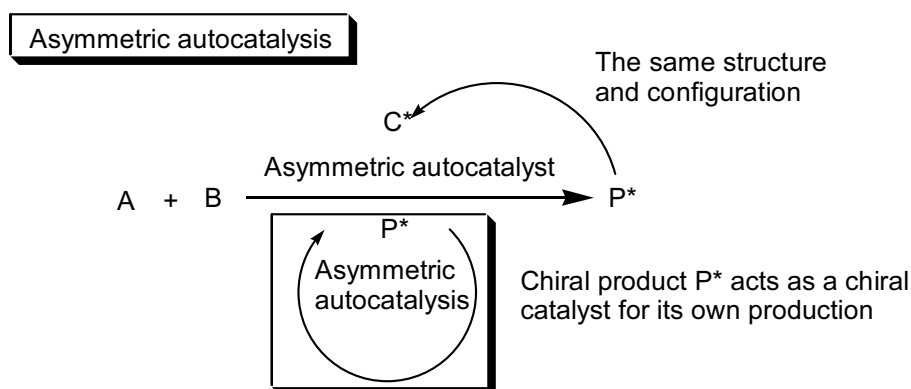 Asymmetric autocatalysis
The same structure
and configuration
C*
Asymmetric autocatalyst
A + B
P*
P*
Asymmetric
autocatalysis
Chiral product P* acts as a chiral
catalyst for its own production